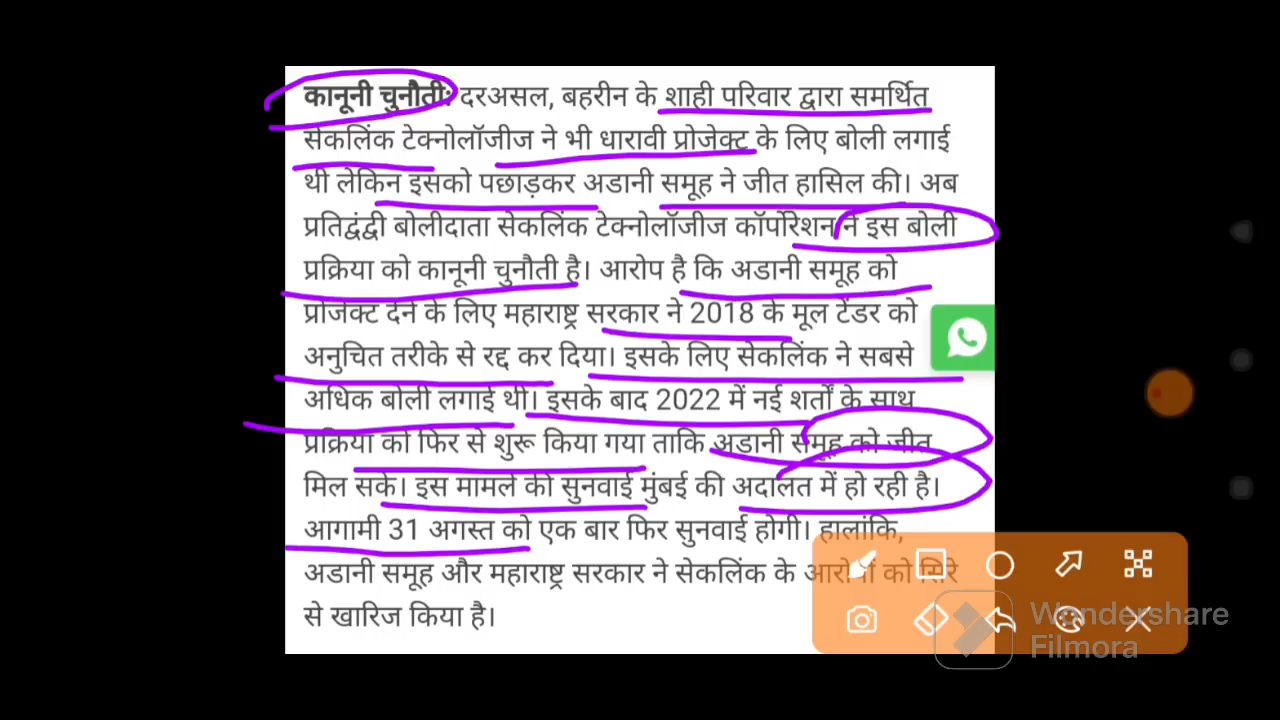 कानूनी चुनौती: दरअसल, बहरीन के शाही परिवार द्वारा समर्थित
सेकलिंक टेक्नोलॉजीज ने भी धारावी प्रोजेक्ट के लिए बोली लगाई
थी लेकिन इसको पछाड़कर अडानी समूह ने जीत हासिल की। अब
प्रतिद्वंद्वी बोलीदाता सेकलिंक टेक्नोलॉजीज कॉर्पोरेशन ने इस बोली
प्रक्रिया को कानूनी चुनौती है। आरोप है कि अडानी समूह को
प्रोजेक्ट देने के लिए महाराष्ट्र सरकार ने 2018 के मूल टेंडर को
अनुचित तरीके से रद्द कर दिया। इसके लिए सेकलिंक ने सबसे
अधिक बोली लगाई थी। इसके बाद 2022 में नई शर्तों के साथ
प्रक्रिया को फिर से शुरू किया गया ताकि अडानी समूह को जीत
मिल सके। इस मामले की सुनवाई मुंबई की अदालत में हो रही है।
आगामी 31 अगस्त को एक बार फिर सुनवाई होगी। हालांकि,
अडानी समूह और महाराष्ट्र सरकार ने सेकलिंक के आरोपों को सिरे
से खारिज किया है।
Wondershare
Filmora